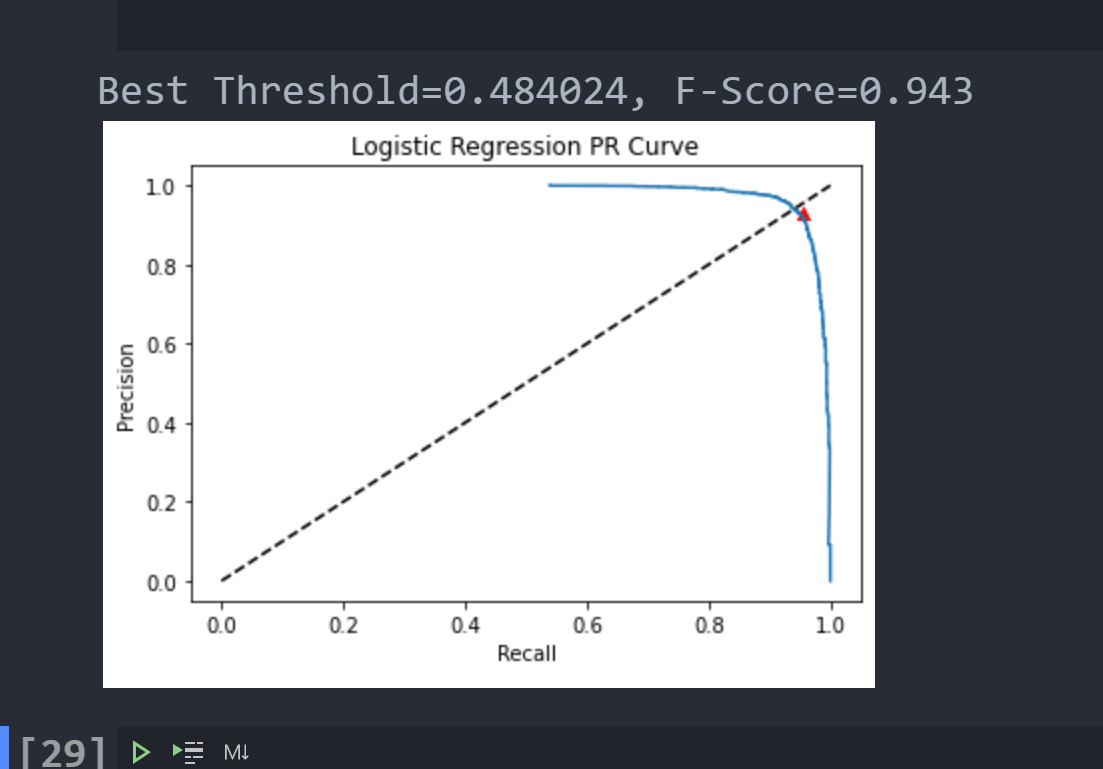 Best Threshold=0.484024, F-Score=0.943
Logistic Regression PR Curve
1.0
0.8
0.6
0.4
0.2
0.0
Precision
0.0 0.2 0.4 0.6 0.8 1.0
Recall
[29] M↓